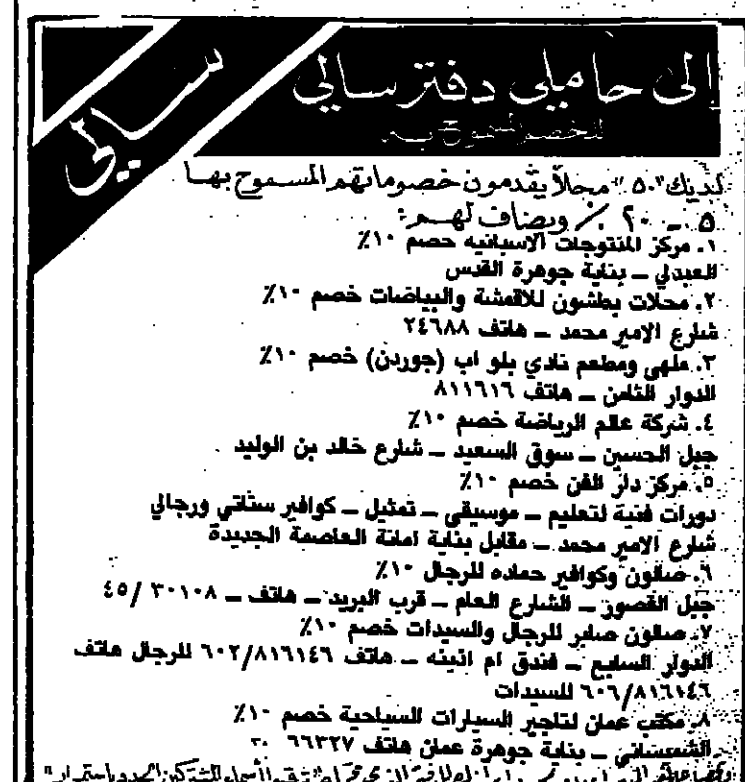 إلى حاملي دفتر سالي
للخصم المسموح به
سالي
لديك "٥٠" محلاً يقدمون خصوماتهم المسموح بها
٥ - ٢٠ ٪ ويضاف لهم:
١. مركز المنتوجات الاسبانيه خصم ١٠٪
العبدلي – بناية جوهرة القدس
٢. محلات بطشون للاقمشة والبياضات خصم ١٠٪
شارع الامير محمد – هاتف ٢٤٦٨٨
٣. ملهى ومطعم نادي بلو اب (جوردن) خصم ١٠٪
الدوار الثامن – هاتف ٨١١٦١٦
٤. شركة عالم الرياضة خصم ١٠٪
جبل الحسين – سوق السعيد – شارع خالد بن الوليد
٥. مركز دار الفن خصم ١٠٪
دورات فنية لتعليم – موسيقى – تمثيل – كوافير ستاتي ورجالي
شارع الامير محمد – مقابل بناية امانة العاصمة الجديدة
٦. صالون وكوافير حماده للرجال ١٠٪
جبل القصور – الشارع العام – قرب البريد – هاتف – ٣٠١٠٨ /٤٥
٧. صالون صابر للرجال والسيدات خصم ١٠٪
الدوار السابع – فندق ام اذينه – هاتف ٦٠٢/٨١٦١٤٦ للرجال هاتف
٦٠٦/٨١٦١٤٦ للسيدات
٨. مكتب عمان لتاجير السيارات السياحية خصم ١٠٪
الشمساني – بناية جوهرة عمان هاتف ٦٦٣٢٧